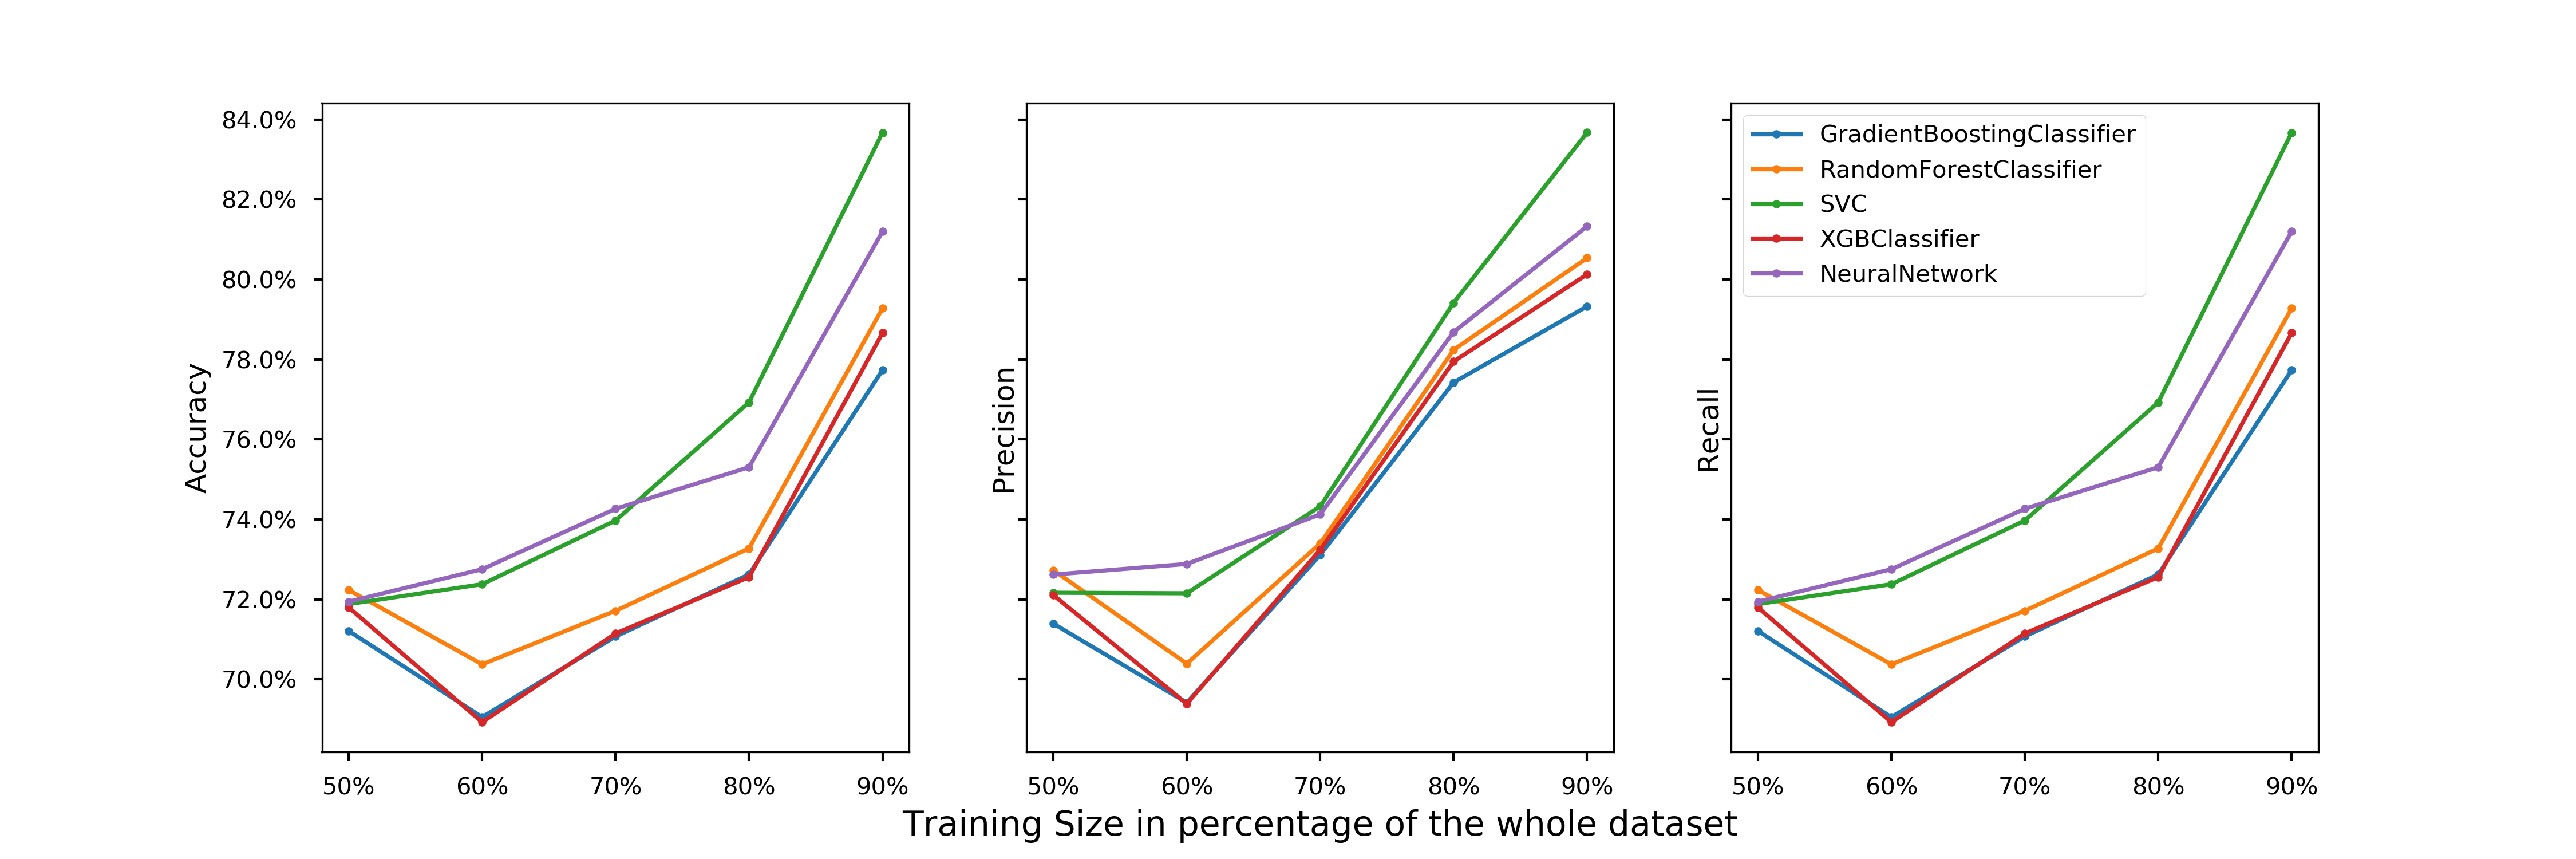 Accuracy
84.0%
82.0%
80.0%
78.0%
76.0%
74.0%
72.0%
70.0%
50% 60% 70% 80% 90%
Precision
50% 60% 70% 80% 90%
Recall
GradientBoostingClassifier
RandomForestClassifier
SVC
XGBClassifier
NeuralNetwork
50% 60% 70% 80% 90%
Training Size in percentage of the whole dataset